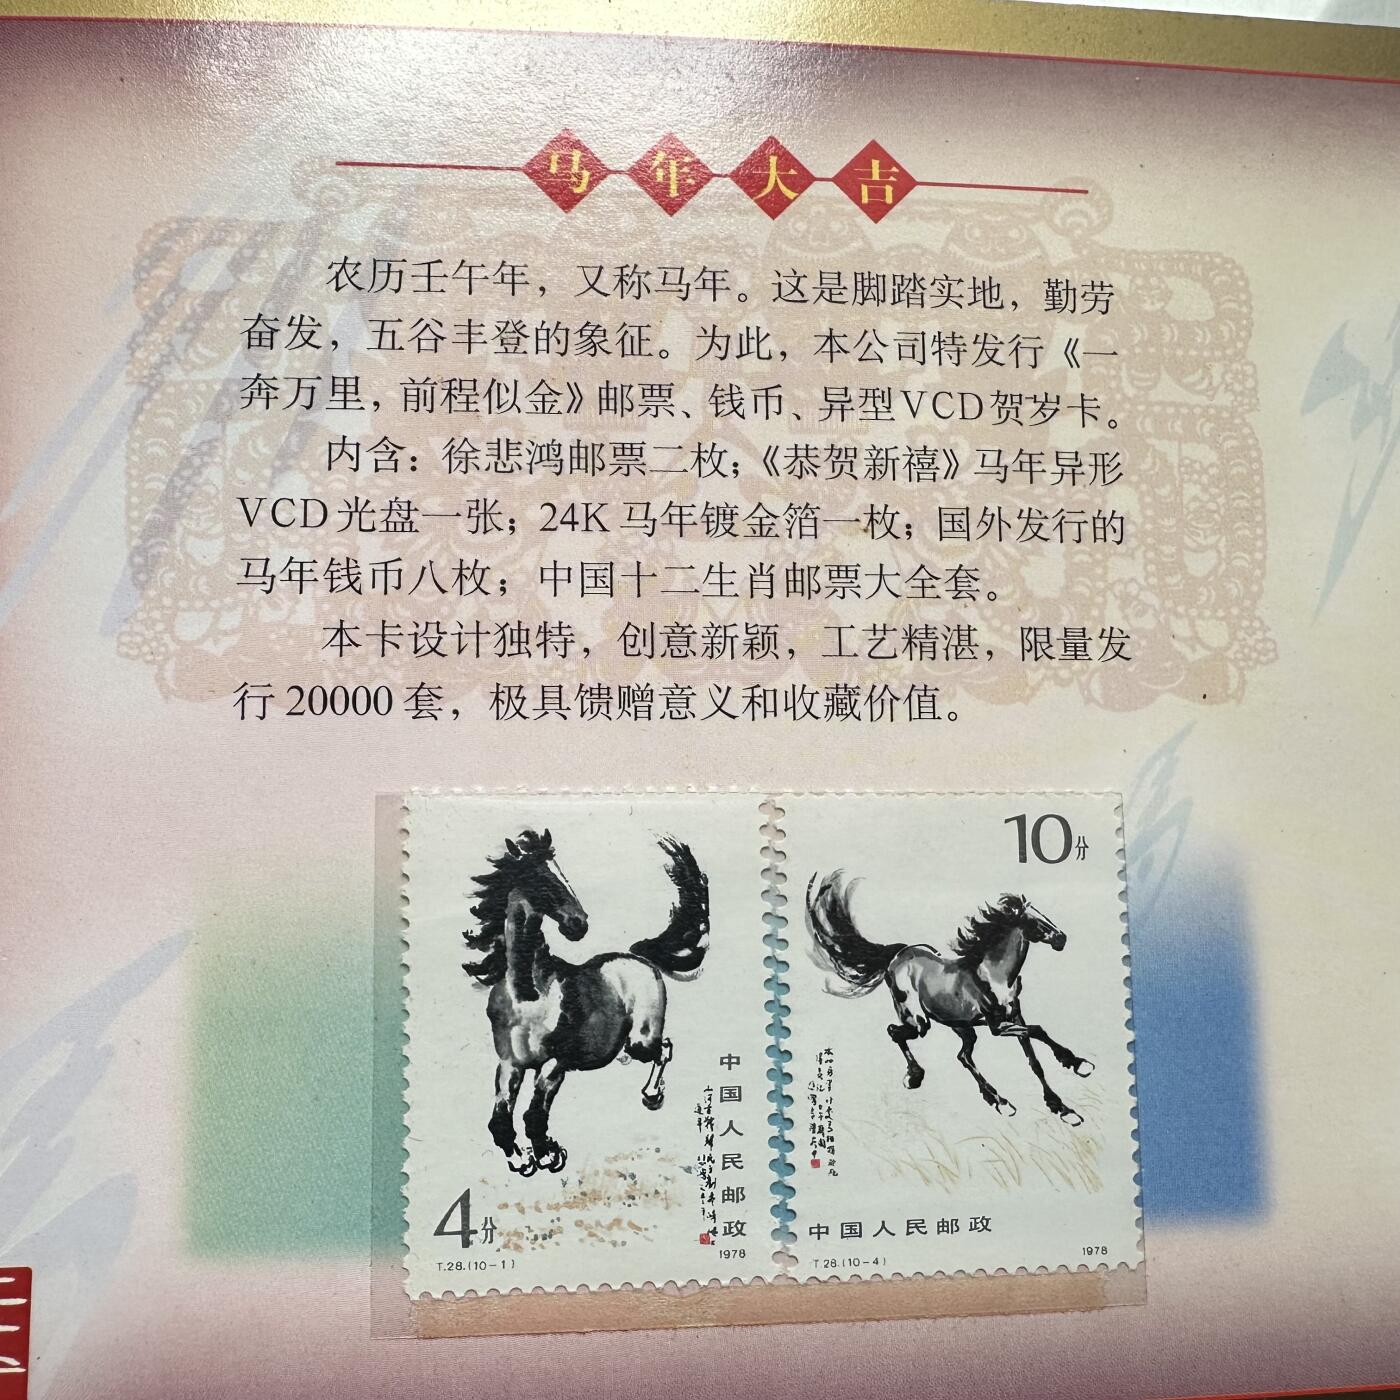 马年大吉
农历壬午年，又称马年。这是脚踏实地，勤劳
奋发，五谷丰登的象征。为此，本公司特发行《一
奔万里，前程似金》邮票、钱币、异型VCD贺岁卡。
内含：徐悲鸿邮票二枚；《恭贺新禧》马年异形
VCD光盘一张；24K马年镀金箔一枚；国外发行的
马年钱币八枚；中国十二生肖邮票大全套。
本卡设计独特，创意新颖，工艺精湛，限量发
行20000套，极具馈赠意义和收藏价值。
中国人民邮政
4分
1978
T.28.(10-1)
10分
中国人民邮政
T.28.(10-4)
1978